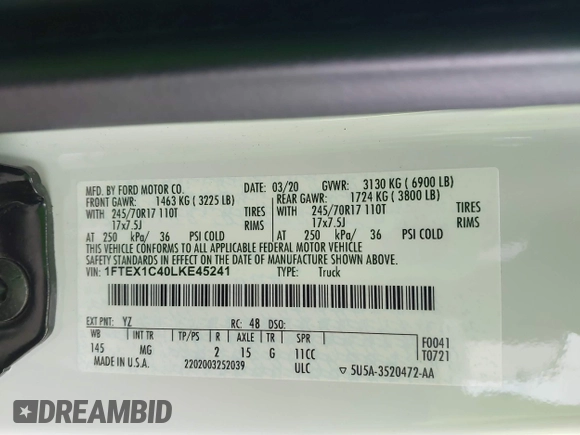 MFD. BY FORD MOTOR CO.
03/20 GVWR: 3130 KG ( 6900 LB)
FRONT GAWR: 1463 KG ( 3225 LB)
REAR GAWR: 1724 KG ( 3800 LB)
WITH 245/70R17 110T TIRES
WITH 245/70R17 110T TIRES
17x7.5J RIMS
17x7.5J RIMS
AT 250 kPa/ 36 PSI COLD
AT 250 kPa/ 36 PSI COLD
THIS VEHICLE CONFORMS TO ALL APPLICABLE FEDERAL MOTOR VEHICLE
SAFETY STANDARDS IN EFFECT ON THE DATE OF MANUFACTURE SHOWN ABOVE.
VIN: 1FTEX1C40LKE45241 TYPE: Truck
EXT PNT: YZ RC: 48 DSO:
WB INT TR TP/PS R AXLE TR SPR F0041
145 MG 2 15 G 11CC T0721
MADE IN U.S.A. 2202003252039 ULC ▽ 5U5A-3520472-AA
DREAMBID